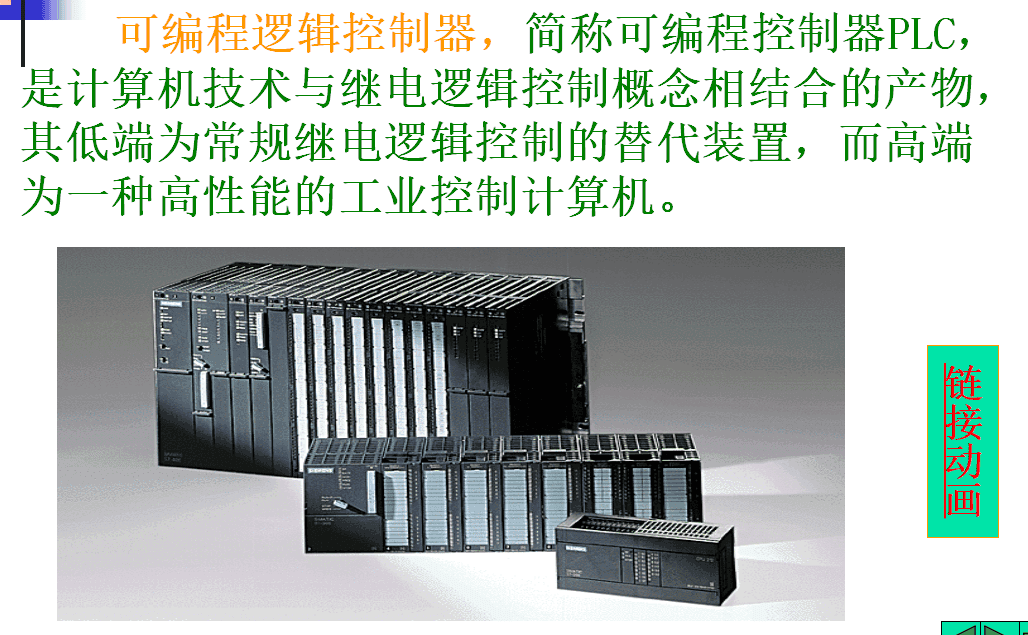 可编程逻辑控制器，简称可编程控制器PLC，
是计算机技术与继电逻辑控制概念相结合的产物，
其低端为常规继电逻辑控制的替代装置，而高端
为一种高性能的工业控制计算机。
SIEMENS
SIEMENS
SIEMENS
链接动画